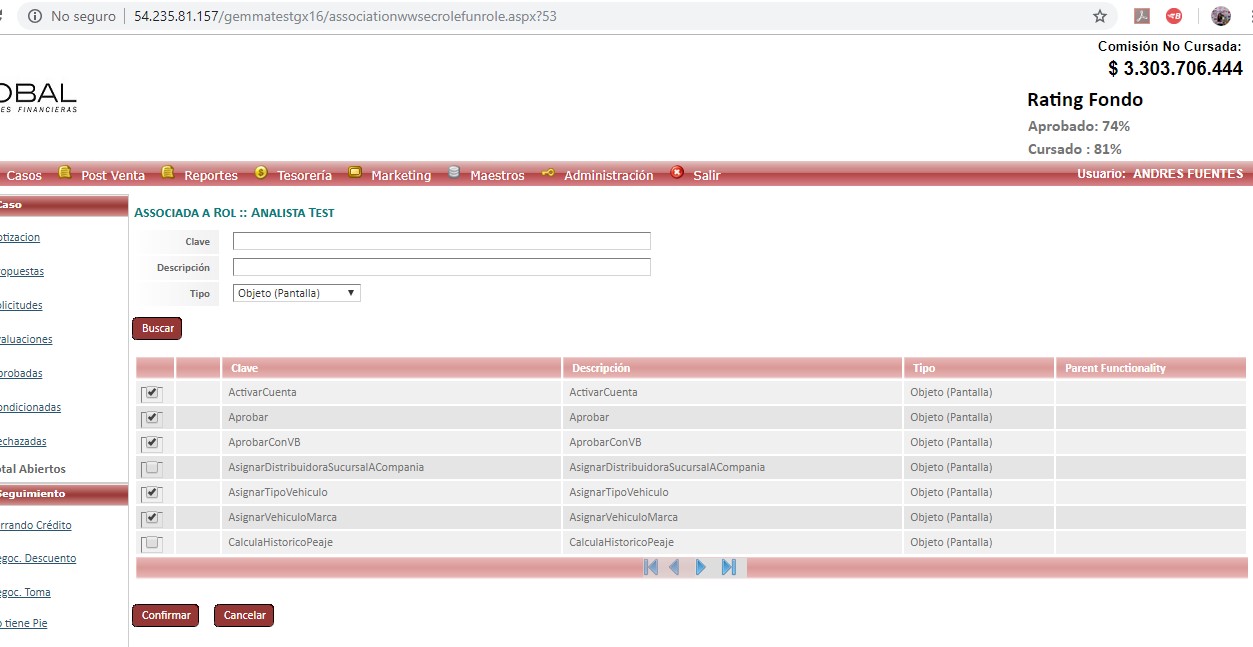 No seguro 54.235.81.157/gemmatestgx16/associationwwsecrolefunrole.aspx?53
Comisión No Cursada:
$ 3.303.706.444
OBAL
ES FINANCIERAS
Rating Fondo
Aprobado: 74%
Cursado : 81%
Casos Post Venta Reportes Tesorería Marketing Maestros Administración Salir Usuario: ANDRES FUENTES
Caso
otizacion
opuestas
olicitudes
valuaciones
probadas
ondicionadas
echazadas
otal Abiertos
Seguimiento
errando Crédito
egoc. Descuento
egoc. Toma
o tiene Pie
ASSOCIADA A ROL :: ANALISTA TEST
Clave
Descripción
Tipo Objeto (Pantalla)
Buscar
Clave Descripción Tipo Parent Functionality
ActivarCuenta ActivarCuenta Objeto (Pantalla)
Aprobar Aprobar Objeto (Pantalla)
AprobarConVB AprobarConVB Objeto (Pantalla)
AsignarDistribuidoraSucursalACompania AsignarDistribuidoraSucursalACompania Objeto (Pantalla)
AsignarTipoVehiculo AsignarTipoVehiculo Objeto (Pantalla)
AsignarVehiculoMarca AsignarVehiculoMarca Objeto (Pantalla)
CalculaHistoricoPeaje CalculaHistoricoPeaje Objeto (Pantalla)
Confirmar Cancelar